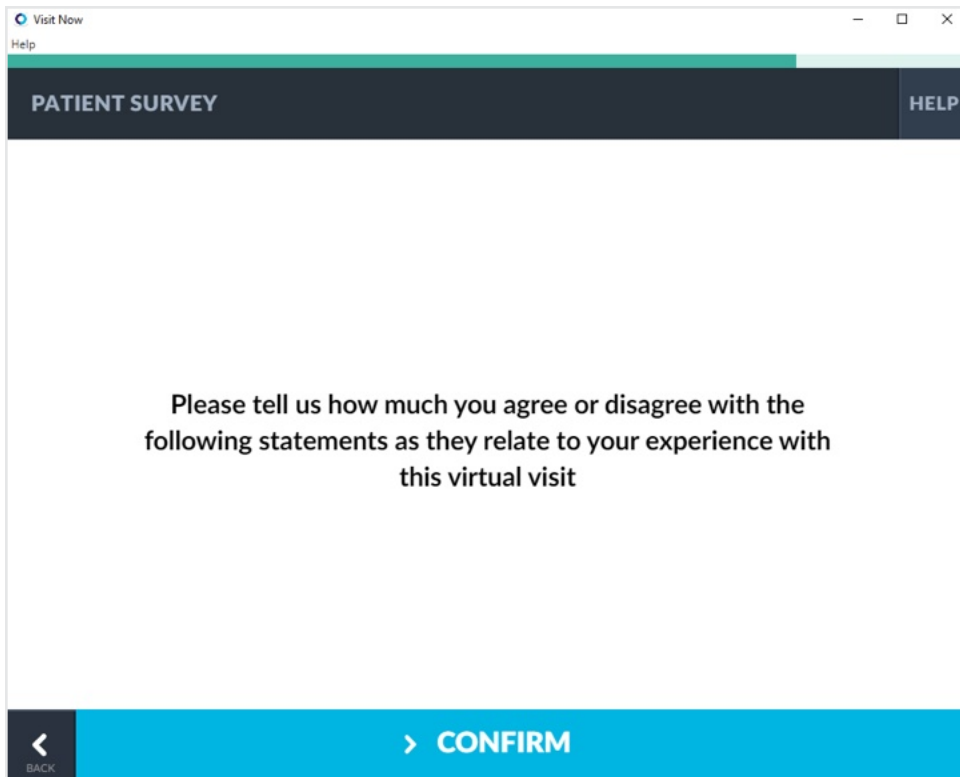 Visit Now
Help
PATIENT SURVEY
HELP
Please tell us how much you agree or disagree with the
following statements as they relate to your experience with
this virtual visit
BACK
CONFIRM